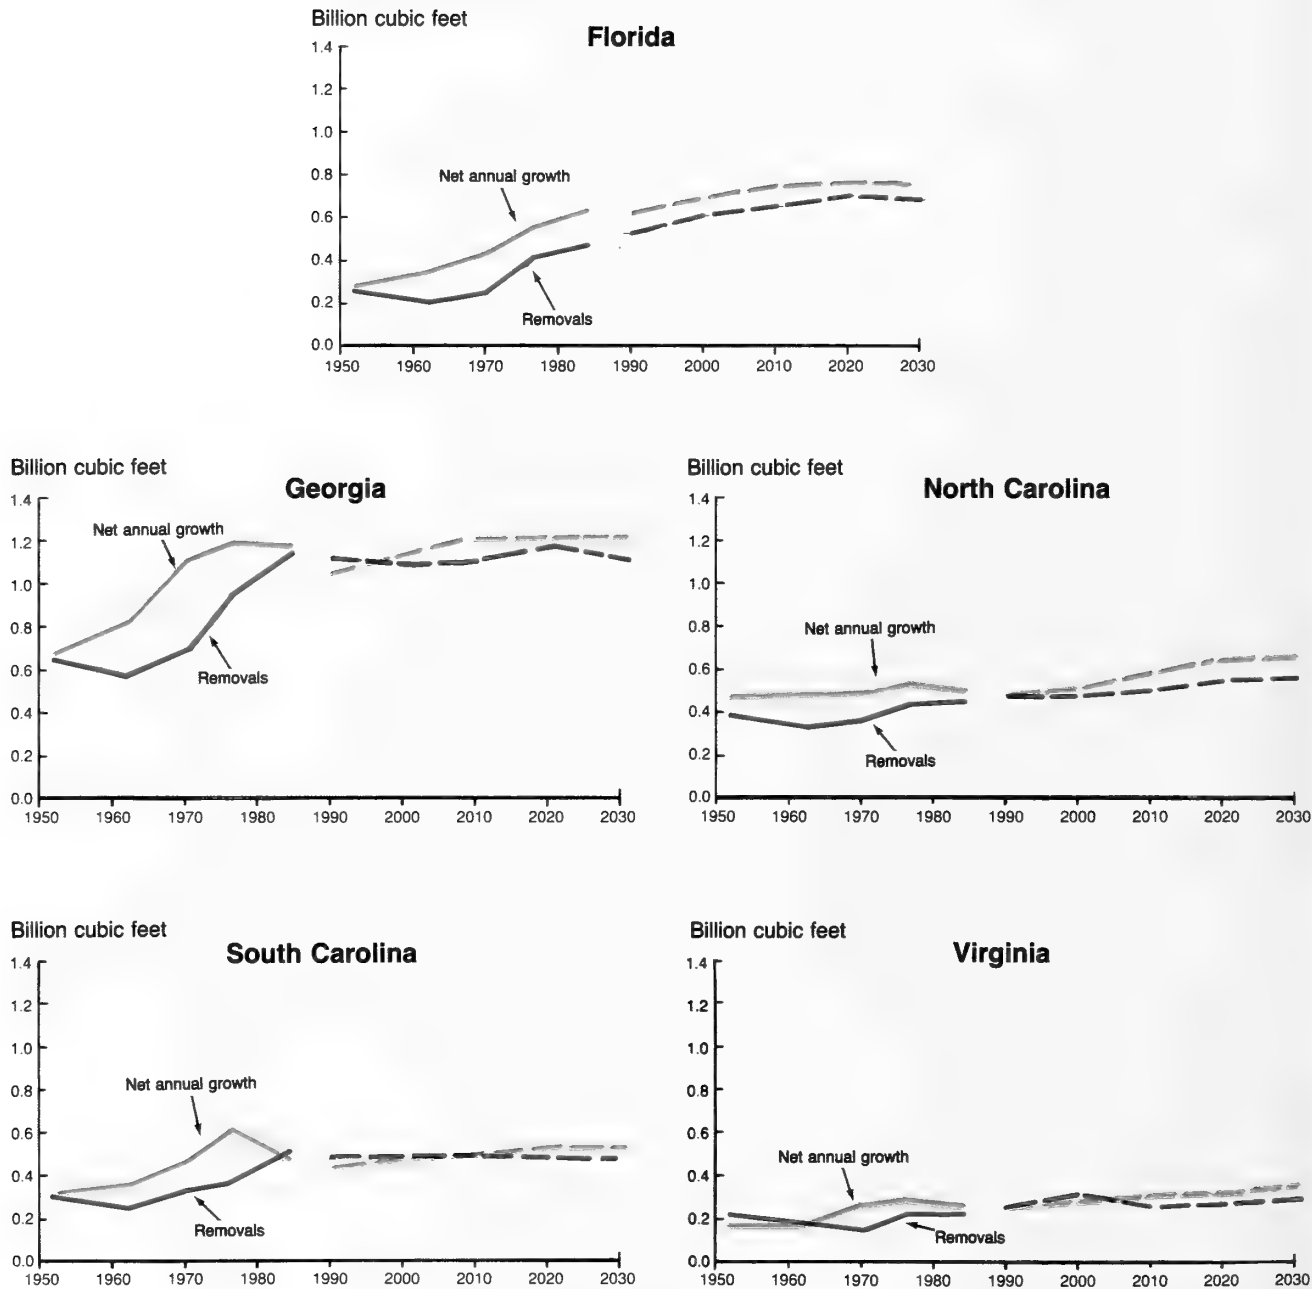 Billion cubic feet
Florida
1.4
1.2
1.0
0.8
0.6
0.4
0.2
0.0
Net annual growth
Removals
1950 1960 1970 1980 1990 2000 2010 2020 2030
Billion cubic feet
Georgia
1.4
1.2
1.0
0.8
0.6
0.4
0.2
0.0
Net annual growth
Removals
1950 1960 1970 1980 1990 2000 2010 2020 2030
Billion cubic feet
North Carolina
1.4
1.2
1.0
0.8
0.6
0.4
0.2
0.0
Net annual growth
Removals
1950 1960 1970 1980 1990 2000 2010 2020 2030
Billion cubic feet
South Carolina
1.4
1.2
1.0
0.8
0.6
0.4
0.2
0.0
Net annual growth
Removals
1950 1960 1970 1980 1990 2000 2010 2020 2030
Billion cubic feet
Virginia
1.4
1.2
1.0
0.8
0.6
0.4
0.2
0.0
Net annual growth
Removals
1950 1960 1970 1980 1990 2000 2010 2020 2030